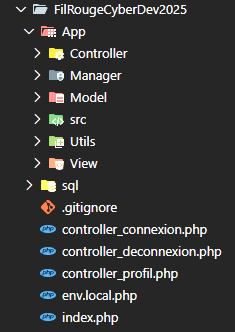 FilRougeCyberDev2025
App
Controller
Manager
Model
src
Utils
View
sql
.gitignore
controller_connexion.php
controller_deconnexion.php
controller_profil.php
env.local.php
index.php